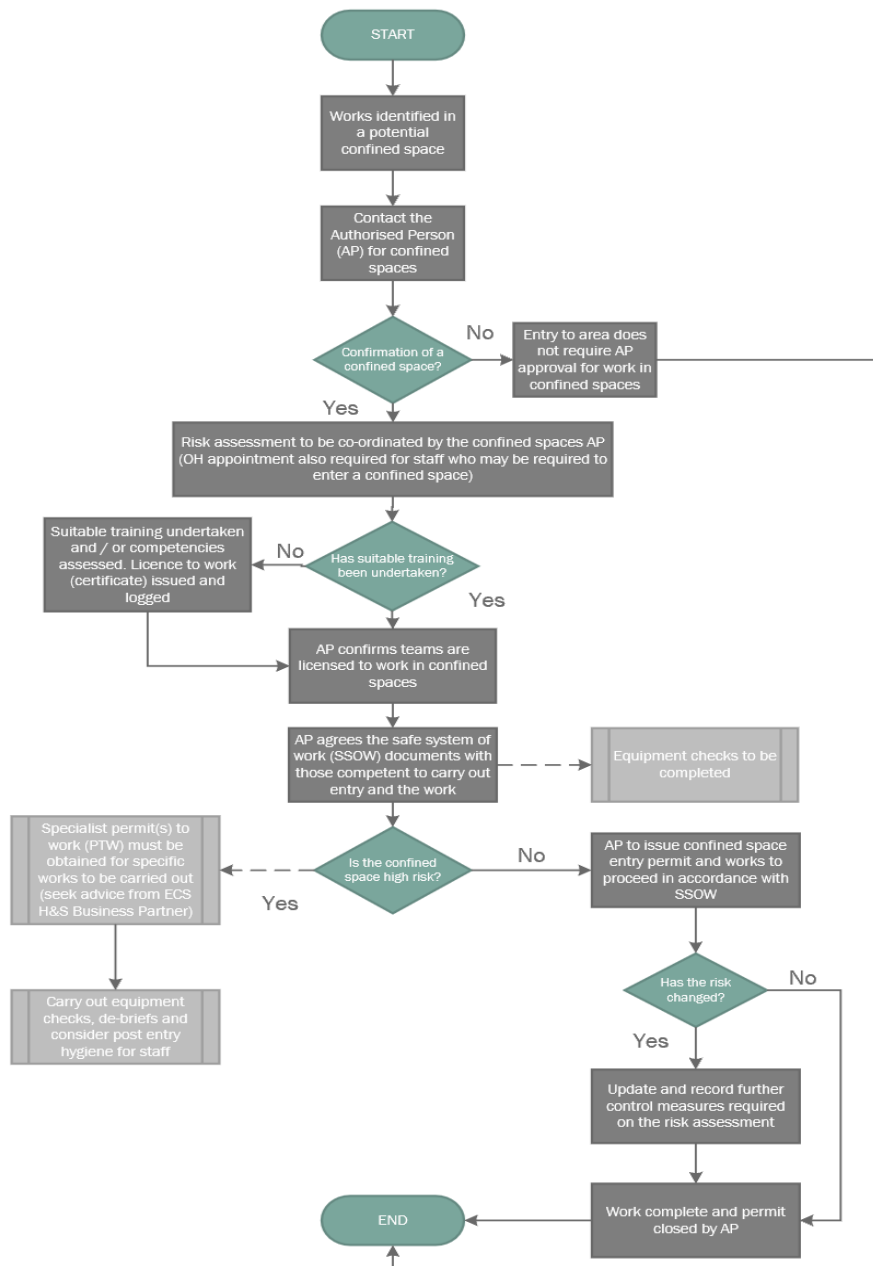 START
Works identified in
a potential
confined space
Contact the
Authorised Person
(AP) for confined
spaces
Confirmation of a
confined space?
No
Entry to area does
not require AP
approval for work in
confined spaces
Yes
Risk assessment to be co-ordinated by the confined spaces AP
(OH appointment also required for staff who may be required to
enter a confined space)
Suitable training undertaken
and / or competencies
assessed. Licence to work
(certificate) issued and
logged
No
Has suitable training
been undertaken?
Yes
AP confirms teams are
licensed to work in confined
spaces
AP agrees the safe system of
work (SSOW) documents with
those competent to carry out
entry and the work
Equipment checks to be
completed
Specialist permit(s) to
work (PTW) must be
obtained for specific
works to be carried out
(seek advice from ECS
H&S Business Partner)
Yes
Is the confined
space high risk?
No
AP to issue confined space
entry permit and works to
proceed in accordance with
SSOW
Carry out equipment
checks, de-briefs and
consider post entry
hygiene for staff
Has the risk
changed?
No
Yes
Update and record further
control measures required
on the risk assessment
Work complete and permit
closed by AP
END